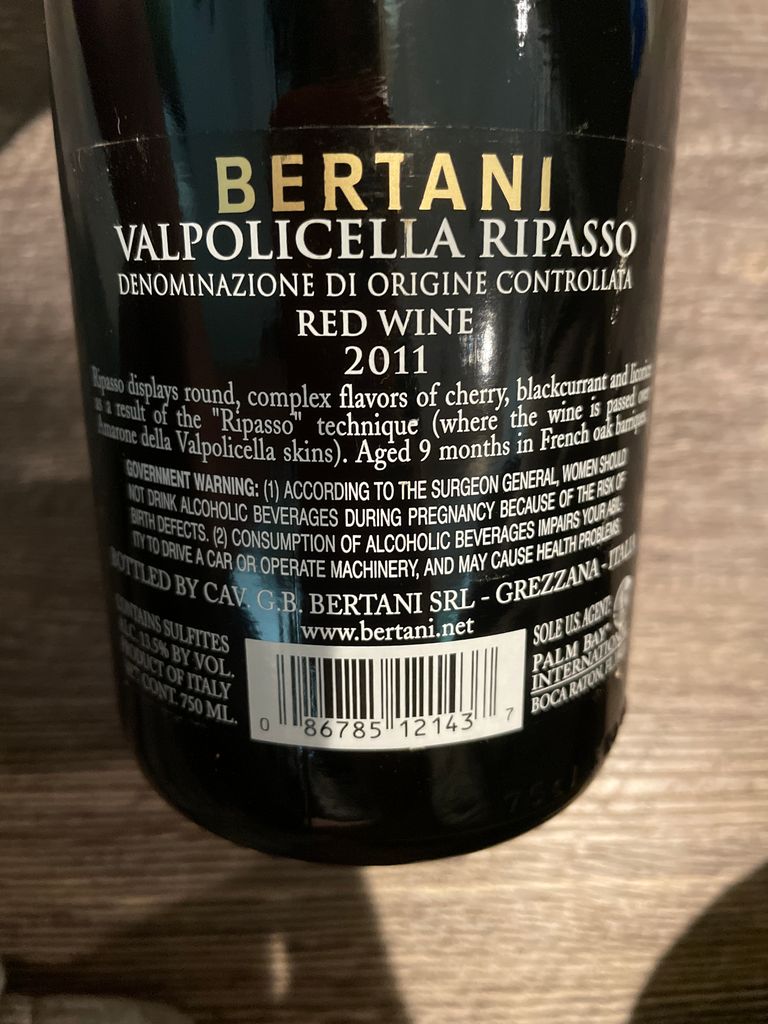 BERTANI
VALPOLICELLA RIPASSO
DENOMINAZIONE DI ORIGINE CONTROLLATA
RED WINE
2011
Ripasso displays round, complex flavors of cherry, blackcurrant and licorice
as a result of the "Ripasso" technique (where the wine is passed over
Amarone della Valpolicella skins). Aged 9 months in French oak barriques.
GOVERNMENT WARNING: (1) ACCORDING TO THE SURGEON GENERAL, WOMEN SHOULD
NOT DRINK ALCOHOLIC BEVERAGES DURING PREGNANCY BECAUSE OF THE RISK OF
BIRTH DEFECTS. (2) CONSUMPTION OF ALCOHOLIC BEVERAGES IMPAIRS YOUR ABIL-
ITY TO DRIVE A CAR OR OPERATE MACHINERY, AND MAY CAUSE HEALTH PROBLEMS.
BOTTLED BY CAV. G.B. BERTANI SRL - GREZZANA - ITALIA
www.bertani.net
CONTAINS SULFITES
ALC. 13.5% BY VOL.
PRODUCT OF ITALY
CONT. 750 ML.
0 86785 12143 7
SOLE U.S. AGENT:
PALM BAY
INTERNATIONAL
BOCA RATON,